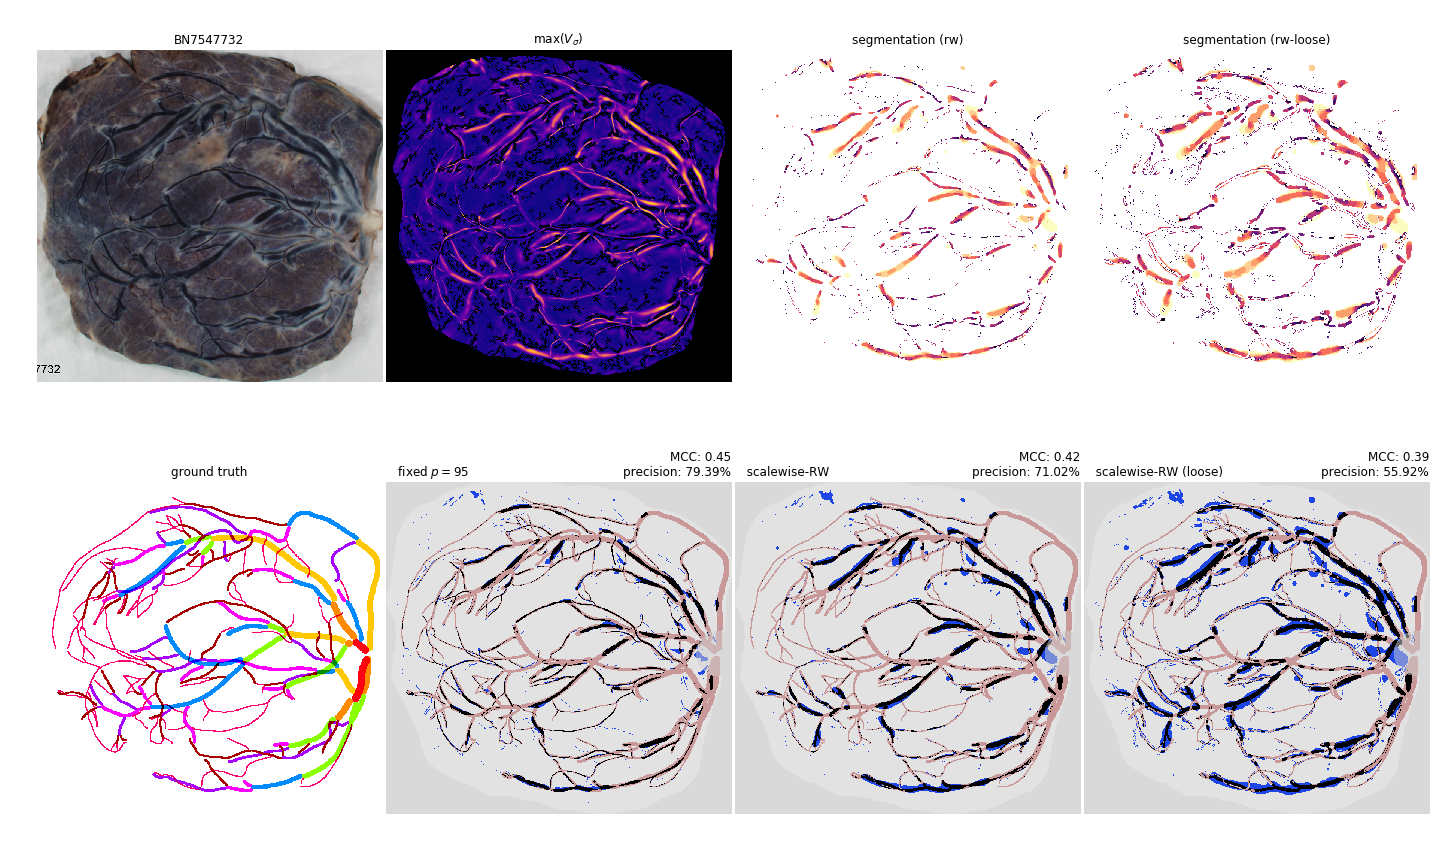 BN7547732
max(V_σ)
segmentation (rw)
segmentation (rw-loose)
7732
ground truth
fixed p = 95
MCC: 0.45
precision: 79.39%
scalewise-RW
MCC: 0.42
precision: 71.02%
scalewise-RW (loose)
MCC: 0.39
precision: 55.92%